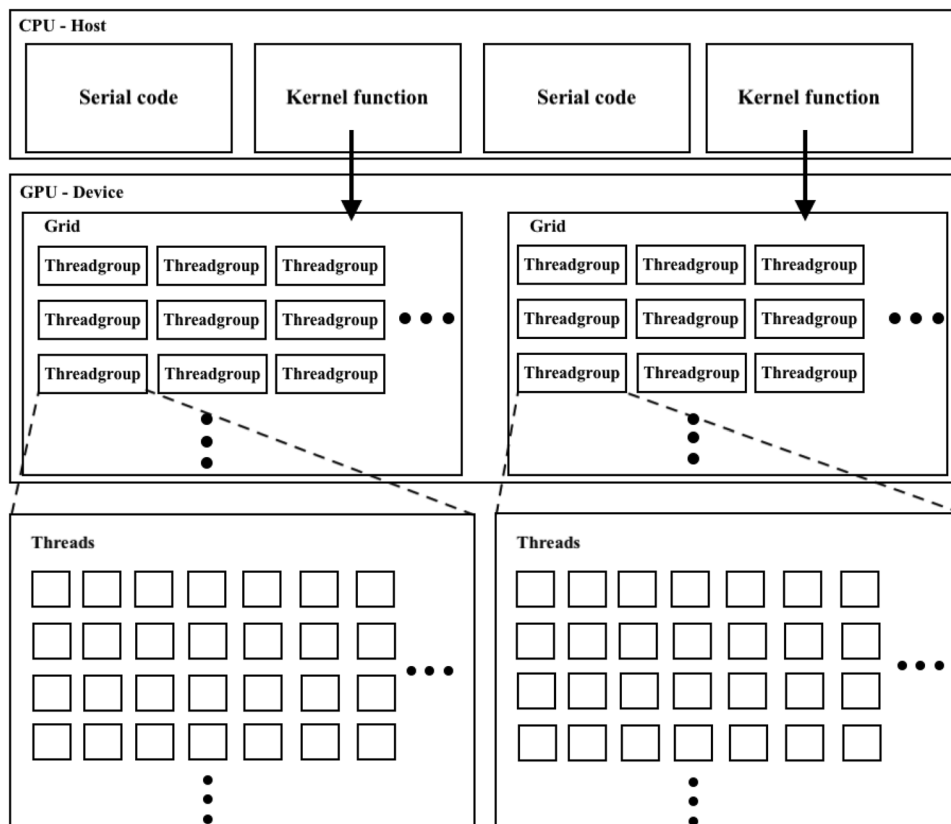 CPU - Host
Serial code Kernel function Serial code Kernel function
GPU - Device
Grid Grid
Threadgroup Threadgroup Threadgroup Threadgroup Threadgroup Threadgroup
Threadgroup Threadgroup Threadgroup Threadgroup Threadgroup Threadgroup
Threadgroup Threadgroup Threadgroup Threadgroup Threadgroup Threadgroup
Threads Threads